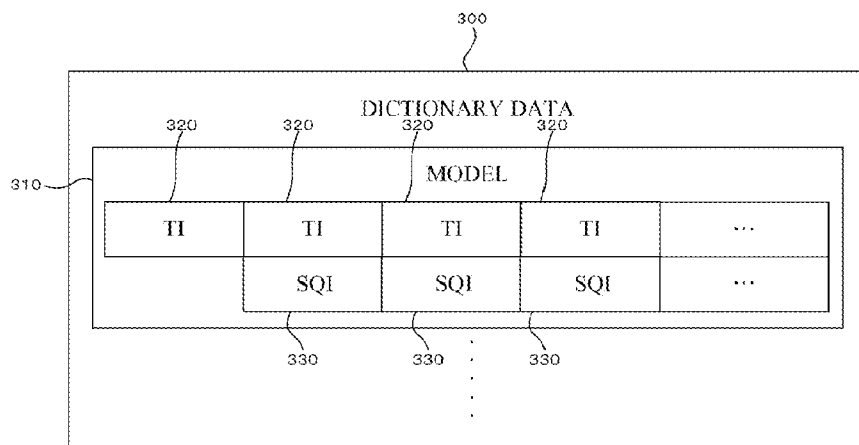 300
DICTIONARY DATA
320 320 320 320
310
MODEL
TI TI TI TI ...
SQI SQI SQI ...
330 330 330